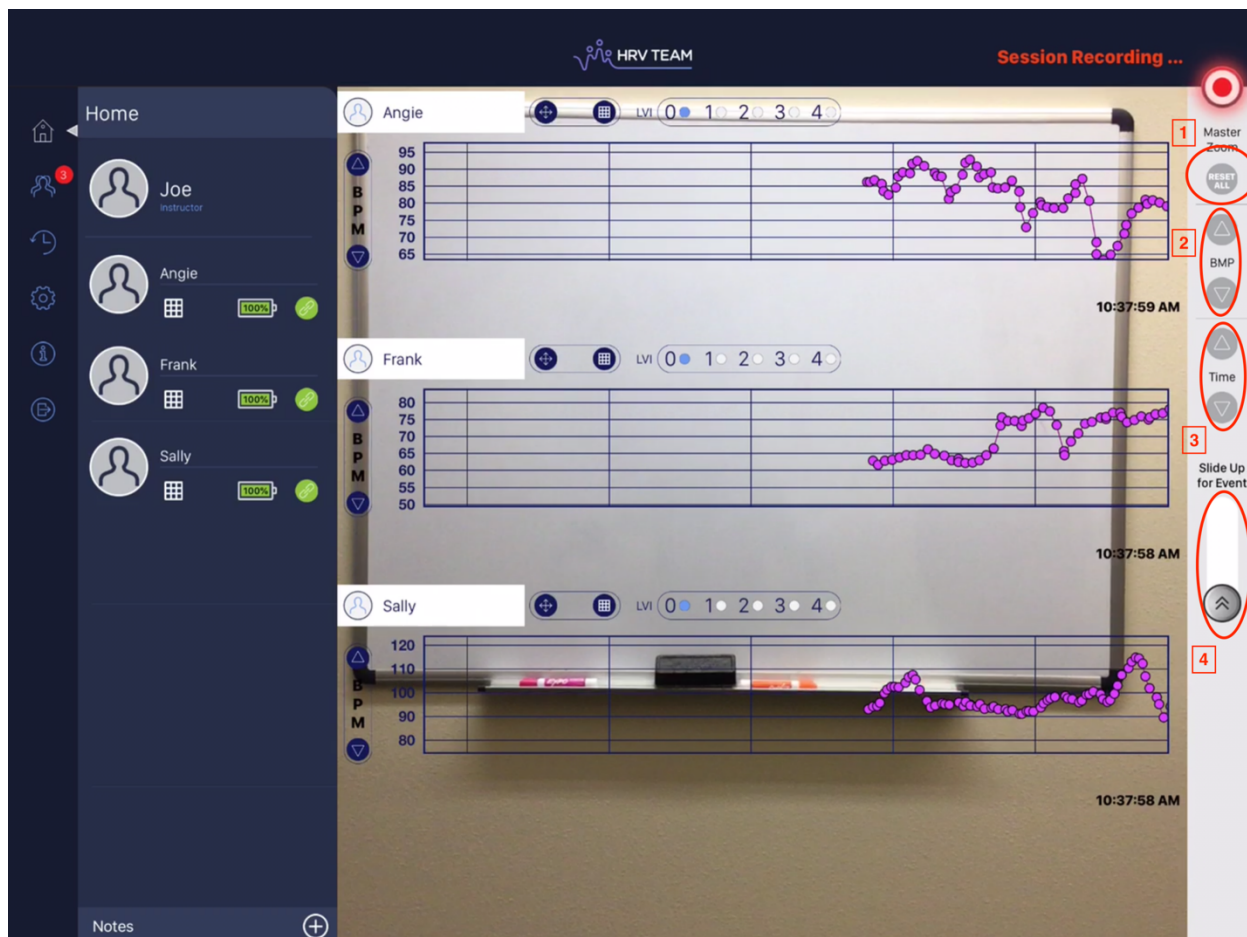 HRV TEAM
Session Recording ...
Home
3
Joe
Instructor
Angie
100%
Frank
100%
Sally
100%
Notes
Angie
LVI 0 1 2 3 4
95
90
85
80
75
70
65
BPM
10:37:59 AM
Frank
LVI 0 1 2 3 4
80
75
70
65
60
55
50
BPM
10:37:58 AM
Sally
LVI 0 1 2 3 4
120
110
100
90
80
BPM
10:37:58 AM
EXPO
1
Master
Zoom
RESET
ALL
2
BMP
Time
3
Slide Up
for Event
4